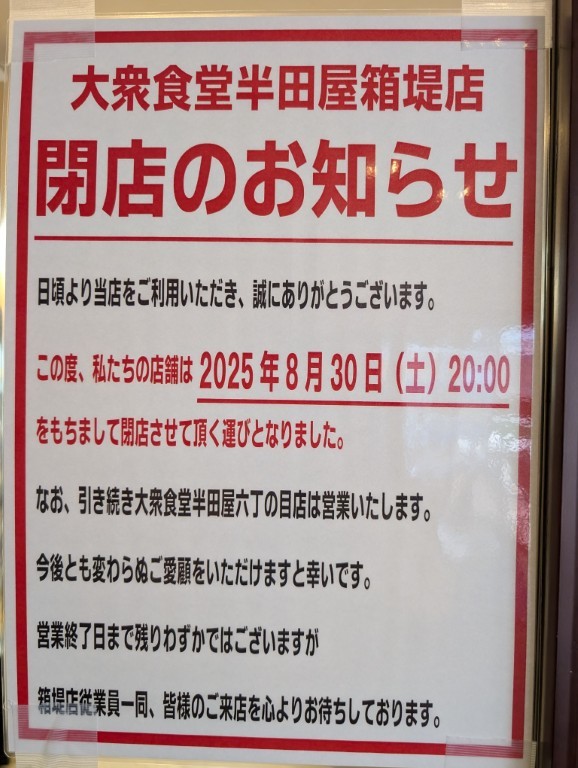 大衆食堂半田屋箱堤店
閉店のお知らせ
日頃より当店をご利用いただき、誠にありがとうございます。
この度、私たちの店舗は 2025年8月30日（土）20:00
をもちまして閉店させて頂く運びとなりました。
なお、引き続き大衆食堂半田屋六丁の目店は営業いたします。
今後とも変わらぬご愛顧をいただけますと幸いです。
営業終了日まで残りわずかではございますが
箱堤店従業員一同、皆様のご来店を心よりお待ちしております。